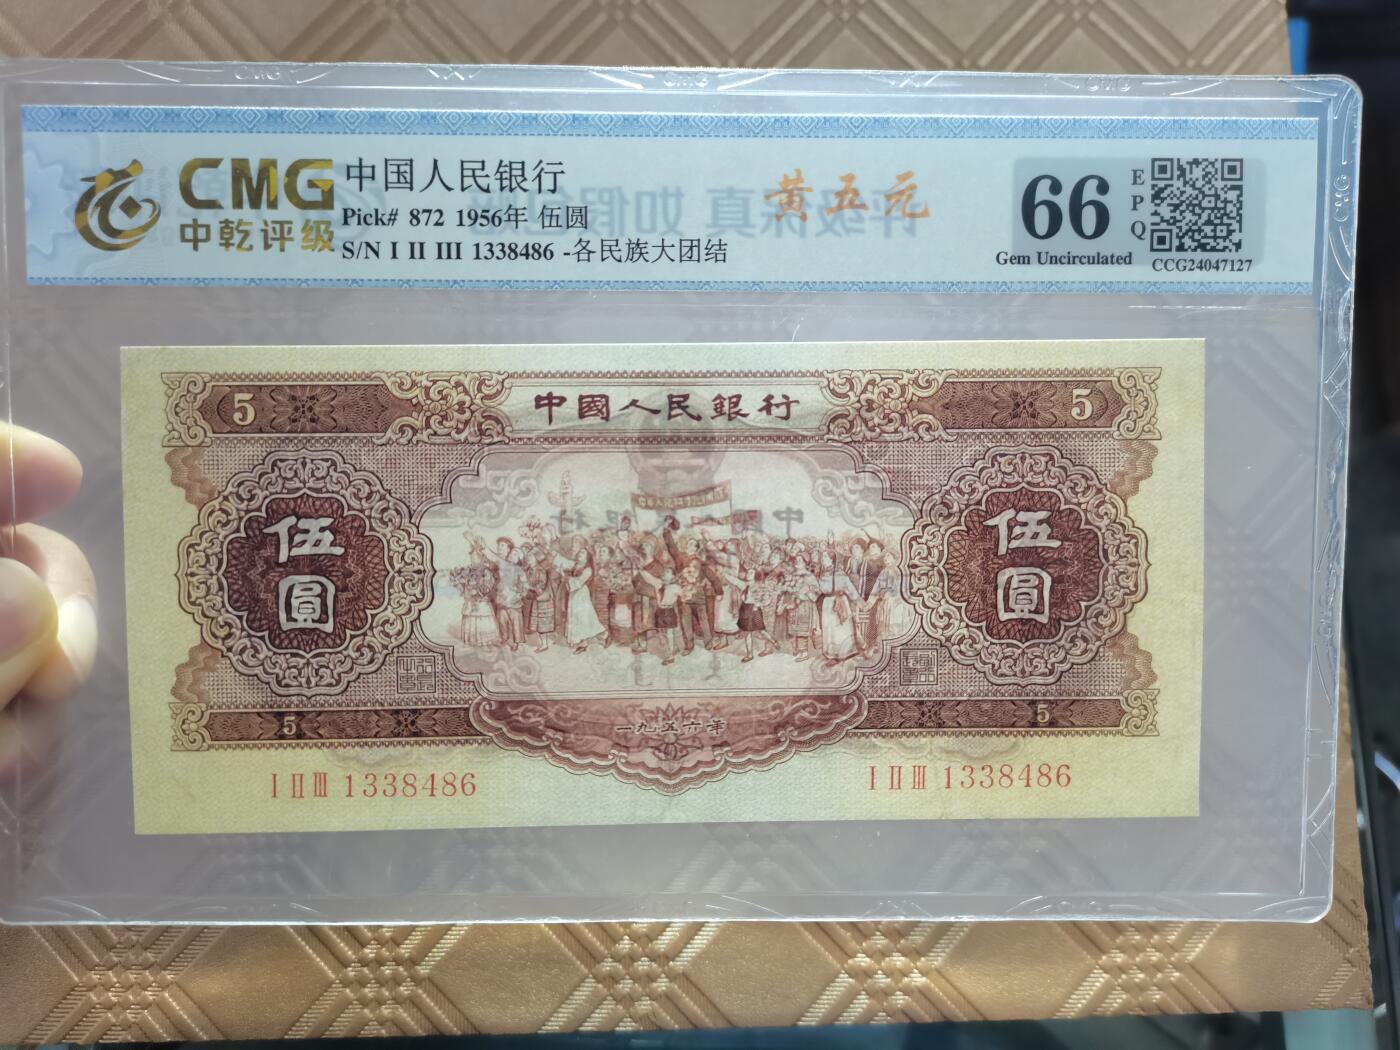 CMG
中乾评级
中国人民银行
Pick# 872 1956年 伍圆
S/N I II III 1338486 -各民族大团结
黄五元
66
EPQ
Gem Uncirculated
CCG24047127
5
中國人民銀行
5
伍圓
伍圓
5
一九五六年
5
I II III 1338486
I II III 1338486